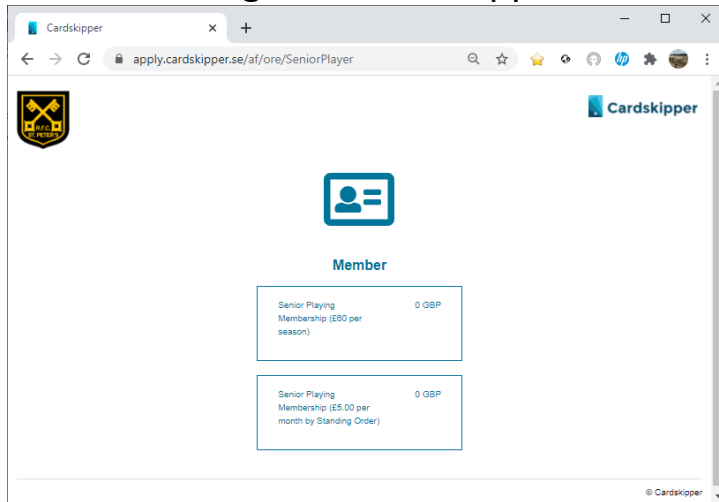 Cardskipper
apply.cardskipper.se/af/ore/SeniorPlayer
R.F.C.
ST. PETER'S
Cardskipper
Member
Senior Playing 0 GBP
Membership (£60 per
season)
Senior Playing 0 GBP
Membership (£5.00 per
month by Standing Order)
© Cardskipper